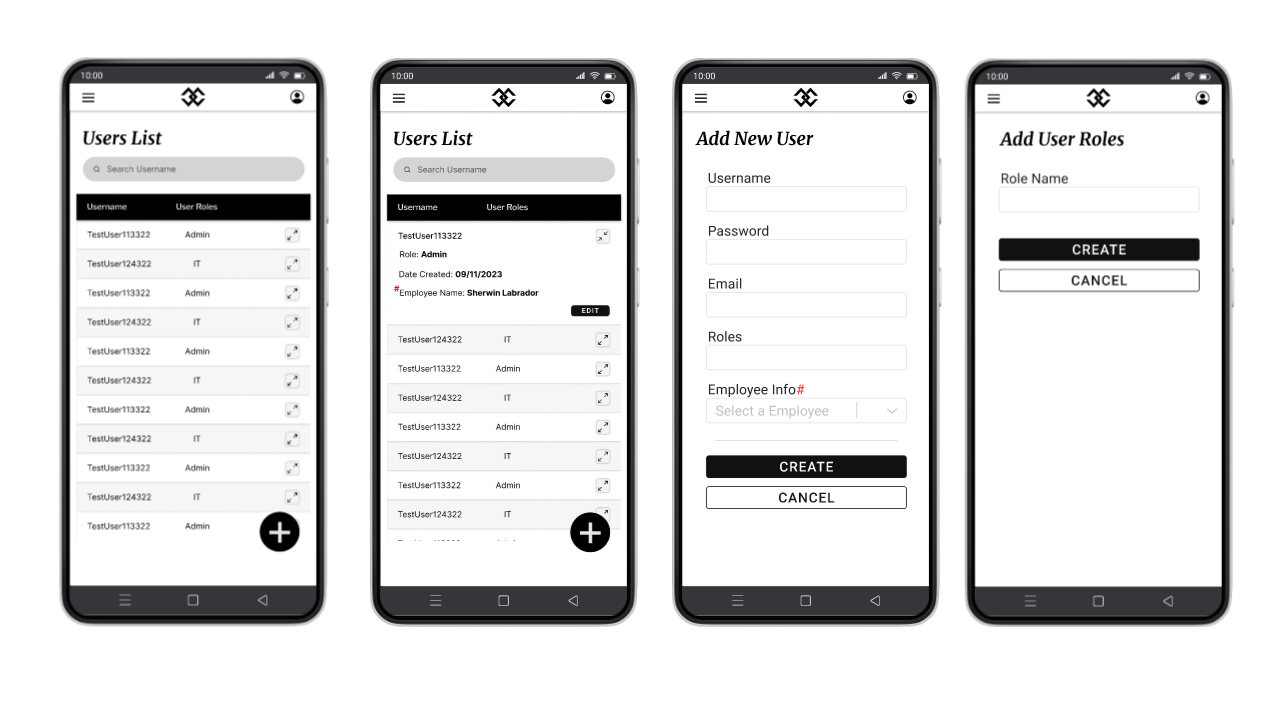 10:00
Users List
Search Username
Username User Roles
TestUser113322 Admin
TestUser124322 IT
TestUser113322 Admin
TestUser124322 IT
TestUser113322 Admin
TestUser124322 IT
TestUser113322 Admin
TestUser124322 IT
TestUser113322 Admin
TestUser124322 IT
TestUser113322 Admin
10:00
Users List
Search Username
Username User Roles
TestUser113322
Role: Admin
Date Created: 09/11/2023
#Employee Name: Sherwin Labrador
EDIT
TestUser124322 IT
TestUser113322 Admin
TestUser124322 IT
TestUser113322 Admin
TestUser124322 IT
TestUser113322 Admin
TestUser124322 IT
10:00
Add New User
Username
Password
Email
Roles
Employee Info#
Select a Employee
CREATE
CANCEL
10:00
Add User Roles
Role Name
CREATE
CANCEL